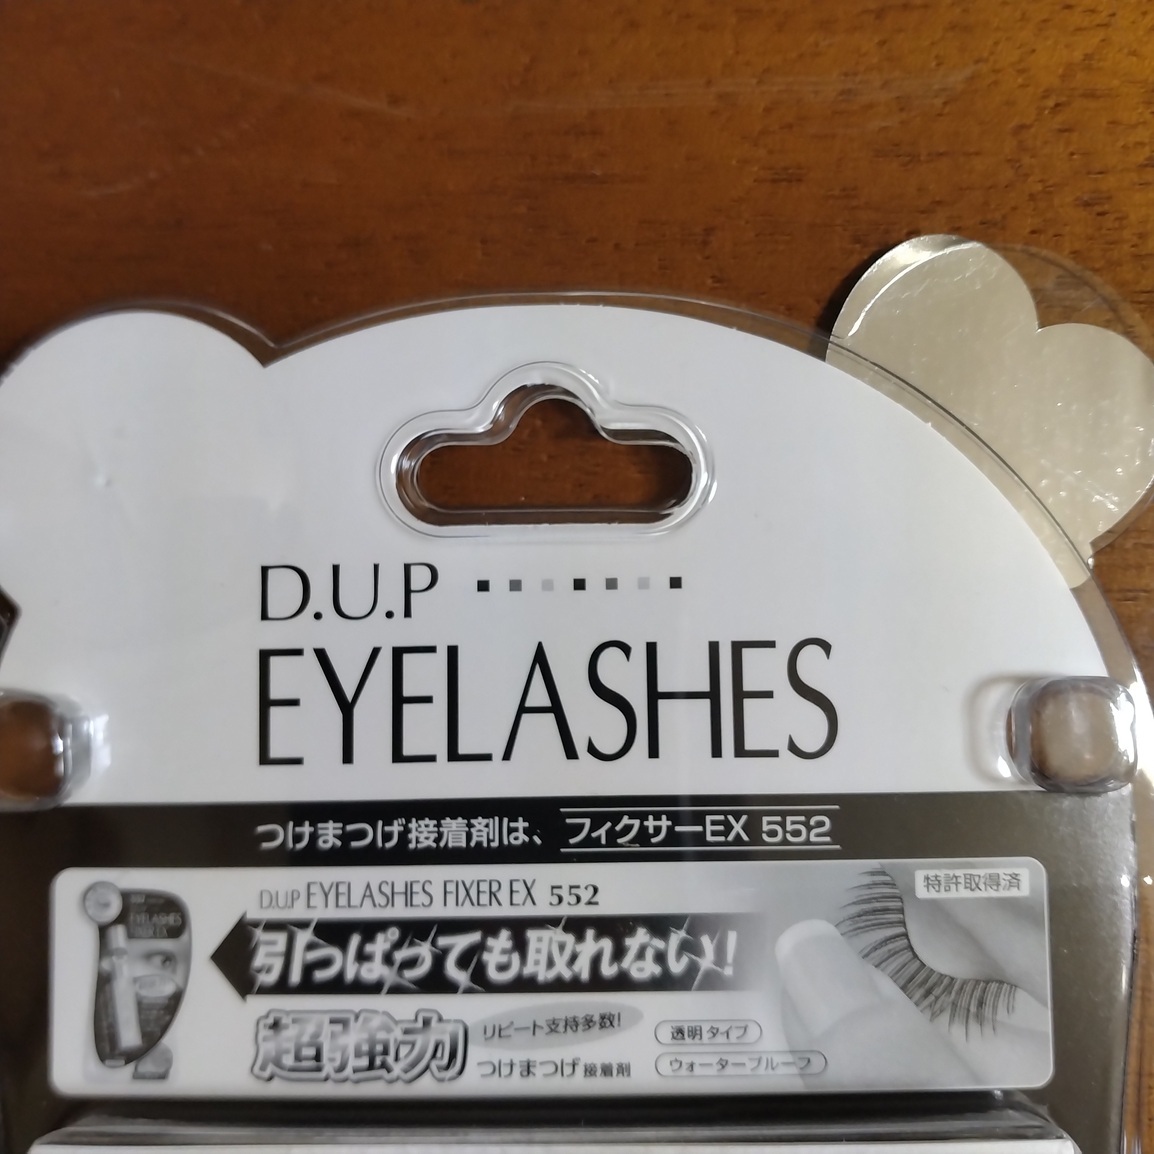 D.U.P
EYELASHES
つけまつげ接着剤は、フィクサーEX 552
特許取得済
D.U.P EYELASHES FIXER EX 552
引っぱっても取れない!
超強力
リピート支持多数!
つけまつげ接着剤
透明タイプ
ウォータープルーフ
EYELASHES